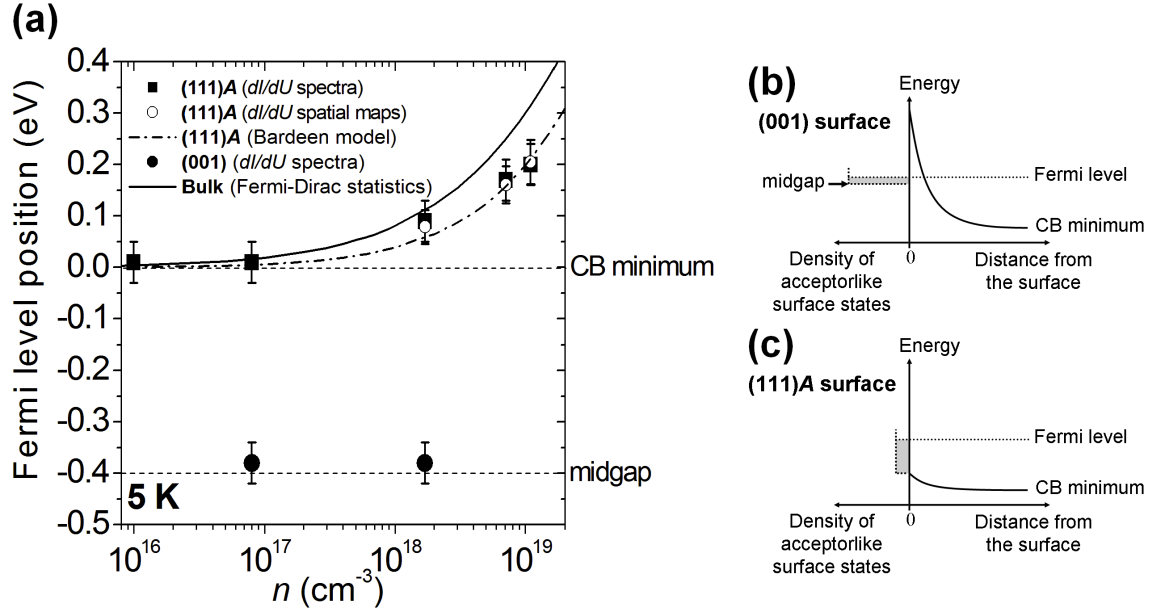 (a)
0.4
0.3
0.2
0.1
0.0
-0.1
-0.2
-0.3
-0.4
-0.5
Fermi level position (eV)
(111)A (dI/dU spectra)
(111)A (dI/dU spatial maps)
(111)A (Bardeen model)
(001) (dI/dU spectra)
Bulk (Fermi-Dirac statistics)
CB minimum
midgap
5 K
10^16 10^17 10^18 10^19
n (cm^-3)
(b)
Energy
(001) surface
Fermi level
midgap
CB minimum
0
Density of
acceptorlike
surface states
Distance from
the surface
(c)
Energy
(111)A surface
Fermi level
CB minimum
0
Density of
acceptorlike
surface states
Distance from
the surface